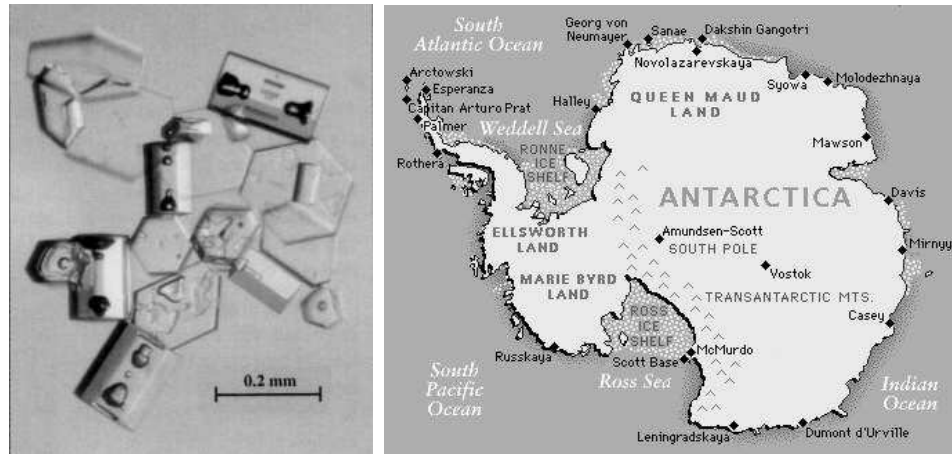 0.2 mm
South
Atlantic Ocean
Georg von
Neumayer
Sanae
Dakshin Gangotri
Novolazarevskaya
Syowa
Molodezhnaya
Arctowski
Esperanza
Capitan Arturo Prat
Palmer
Halley
QUEEN MAUD
LAND
Weddell Sea
Mawson
Rothera
RONNE
ICE
SHELF
ANTARCTICA
Davis
ELLSWORTH
LAND
Amundsen-Scott
SOUTH POLE
Mirnyy
Vostok
MARIE BYRD
LAND
TRANSANTARCTIC MTS.
ROSS
ICE
SHELF
Casey
Russkaya
McMurdo
Scott Base
Ross Sea
South
Pacific
Ocean
Indian
Ocean
Leningradskaya
Dumont d'Urville